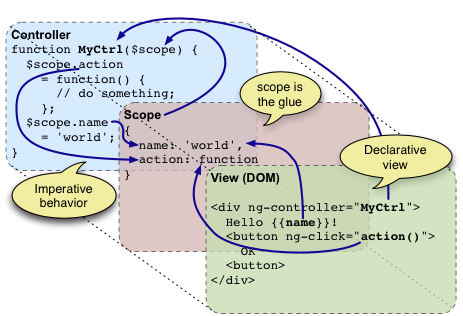 Controller
function MyCtrl($scope) {
$scope.action
= function() {
// do something;
};
$scope.name
= 'world';
}
scope is
the glue
Scope
{
name: 'world',
action: function
}
Declarative
view
Imperative
behavior
View (DOM)
<div ng-controller="MyCtrl">
Hello {{name}}!
<button ng-click="action()">
OK
<button>
</div>